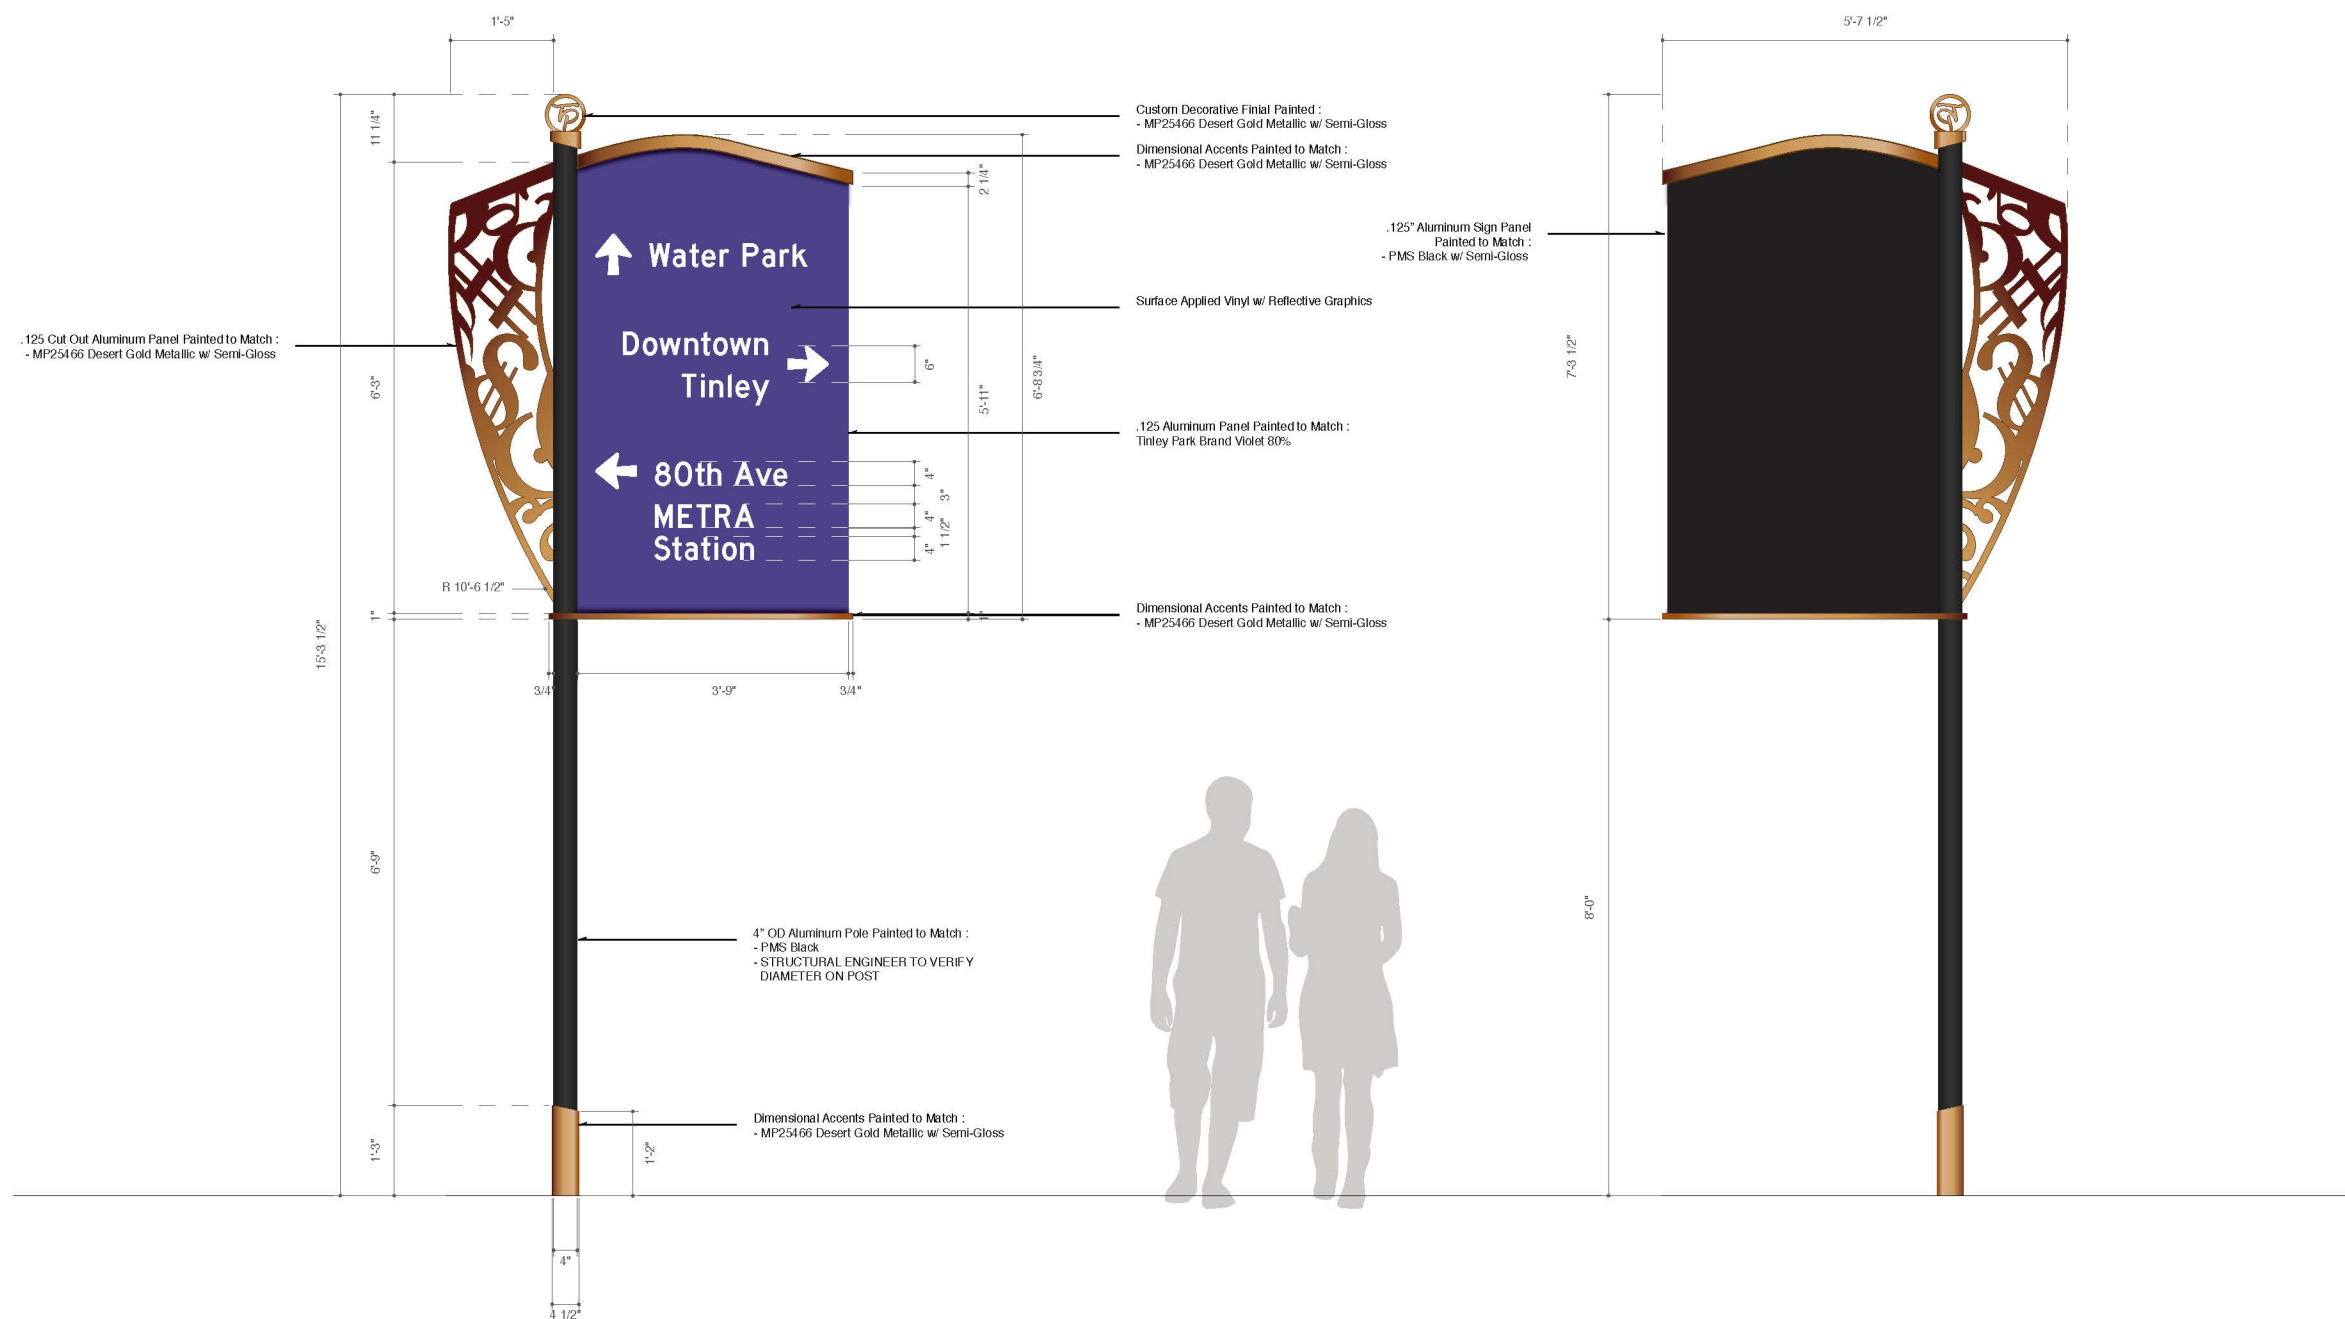 1'-5"
5'-7 1/2"
11 1/4"
Custom Decorative Finial Painted :
- MP25466 Desert Gold Metallic w/ Semi-Gloss
Dimensional Accents Painted to Match :
- MP25466 Desert Gold Metallic w/ Semi-Gloss
2 1/4"
.125" Aluminum Sign Panel
Painted to Match :
- PMS Black w/ Semi-Gloss
Water Park
Surface Applied Vinyl w/ Reflective Graphics
.125 Cut Out Aluminum Panel Painted to Match :
- MP25466 Desert Gold Metallic w/ Semi-Gloss
Downtown
Tinley
6"
6'-3"
5'-11"
6'-8 3/4"
7'-3 1/2"
.125 Aluminum Panel Painted to Match :
Tinley Park Brand Violet 80%
80th Ave
METRA
Station
4"
3"
4"
1 1/2"
4"
R 10'-6 1/2"
1"
1"
Dimensional Accents Painted to Match :
- MP25466 Desert Gold Metallic w/ Semi-Gloss
15'-3 1/2"
3/4"
3'-9"
3/4"
6'-9"
8'-0"
4" OD Aluminum Pole Painted to Match :
- PMS Black
- STRUCTURAL ENGINEER TO VERIFY
DIAMETER ON POST
Dimensional Accents Painted to Match :
- MP25466 Desert Gold Metallic w/ Semi-Gloss
1'-3"
1'-2"
4"
4 1/2"